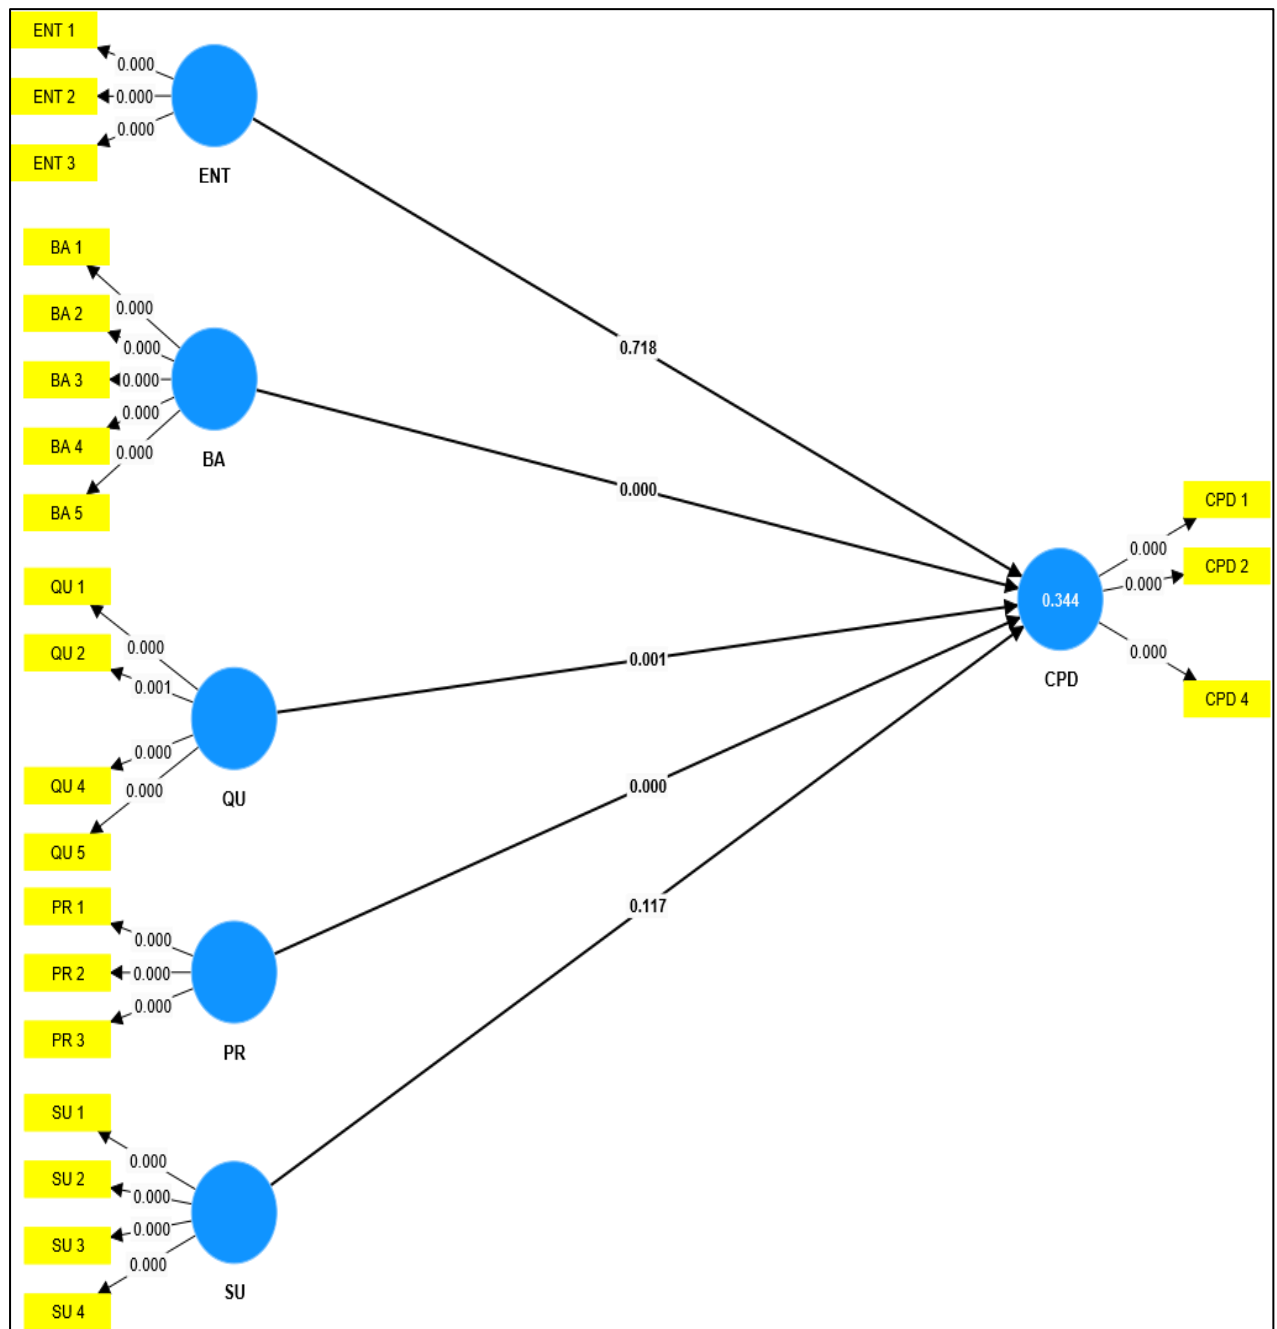 ENT 1
0.000
ENT 2
0.000
0.000
ENT 3
ENT
BA 1
0.000
BA 2
0.000
BA 3
0.000
0.000
BA 4
0.000
BA
BA 5
QU 1
0.000
QU 2
0.001
0.000
QU 4
0.000
QU
QU 5
PR 1
0.000
PR 2
0.000
0.000
PR 3
PR
SU 1
0.000
SU 2
0.000
SU 3
0.000
0.000
SU
SU 4
0.718
0.000
0.001
0.000
0.117
0.344
CPD
CPD 1
0.000
CPD 2
0.000
0.000
CPD 4